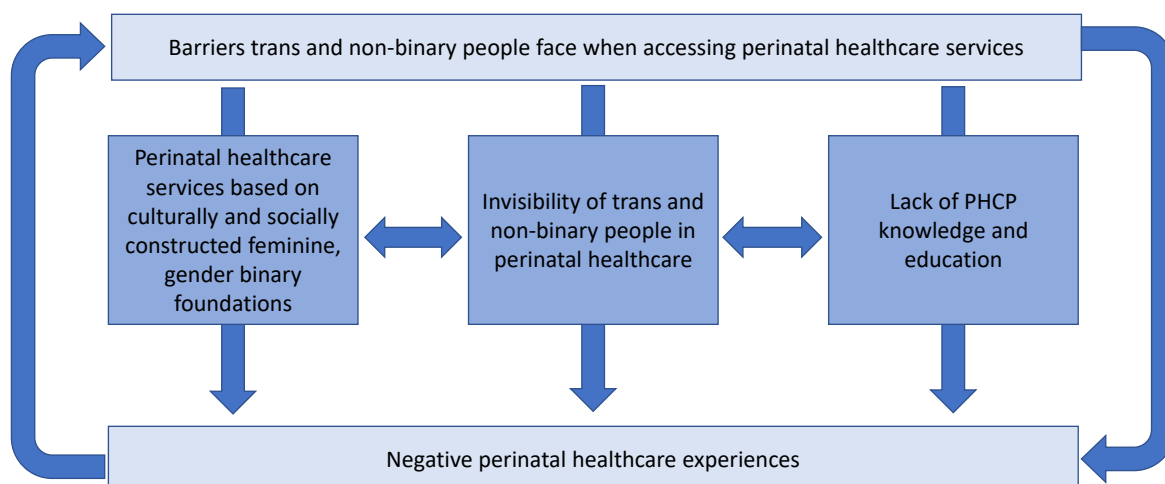 Barriers trans and non-binary people face when accessing perinatal healthcare services
Perinatal healthcare
services based on
culturally and socially
constructed feminine,
gender binary
foundations
Invisibility of trans and
non-binary people in
perinatal healthcare
Lack of PHCP
knowledge and
education
Negative perinatal healthcare experiences